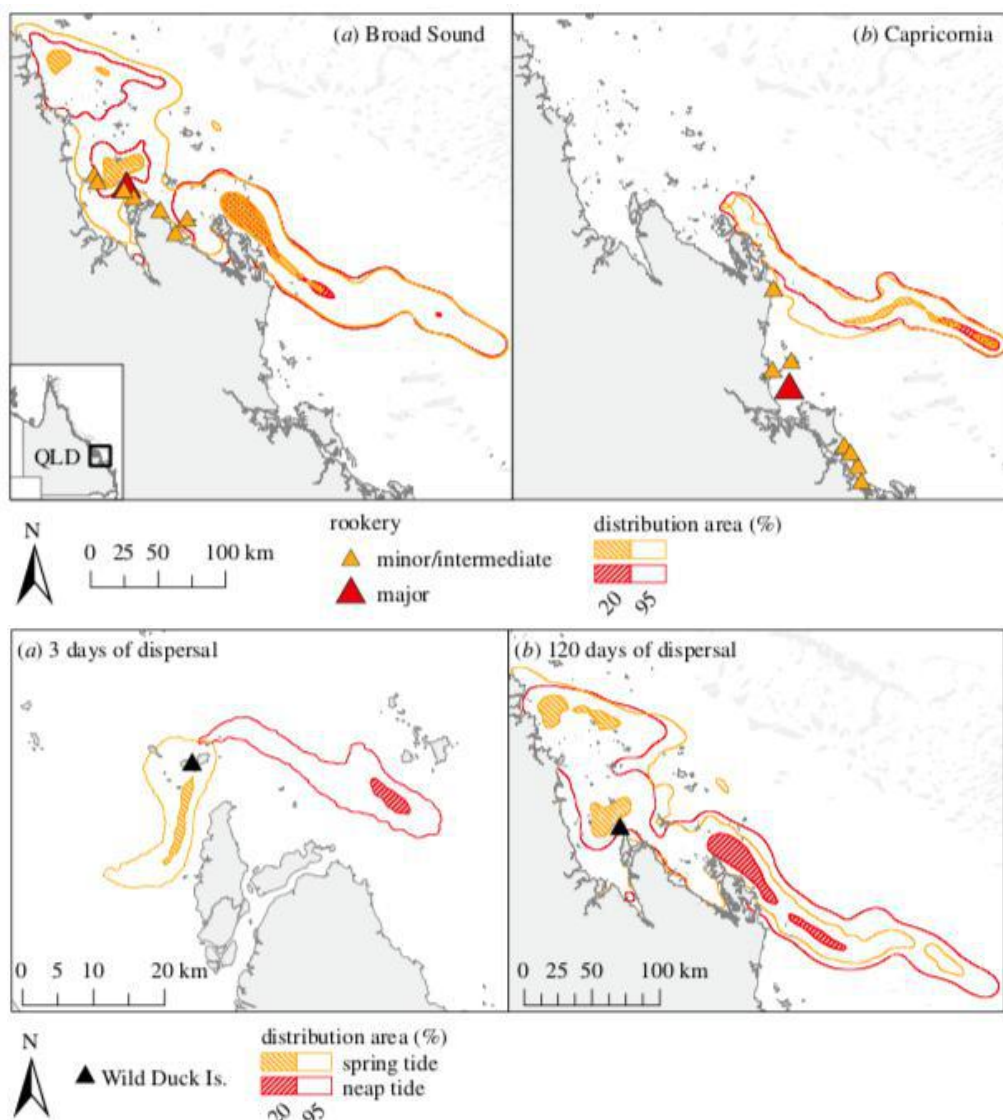 (a) Broad Sound
(b) Capricornia
QLD
N
0 25 50 100 km
rookery
minor/intermediate
major
distribution area (%)
20 95
(a) 3 days of dispersal
(b) 120 days of dispersal
0 5 10 20 km
0 25 50 100 km
N
Wild Duck Is.
distribution area (%)
spring tide
neap tide
20 95